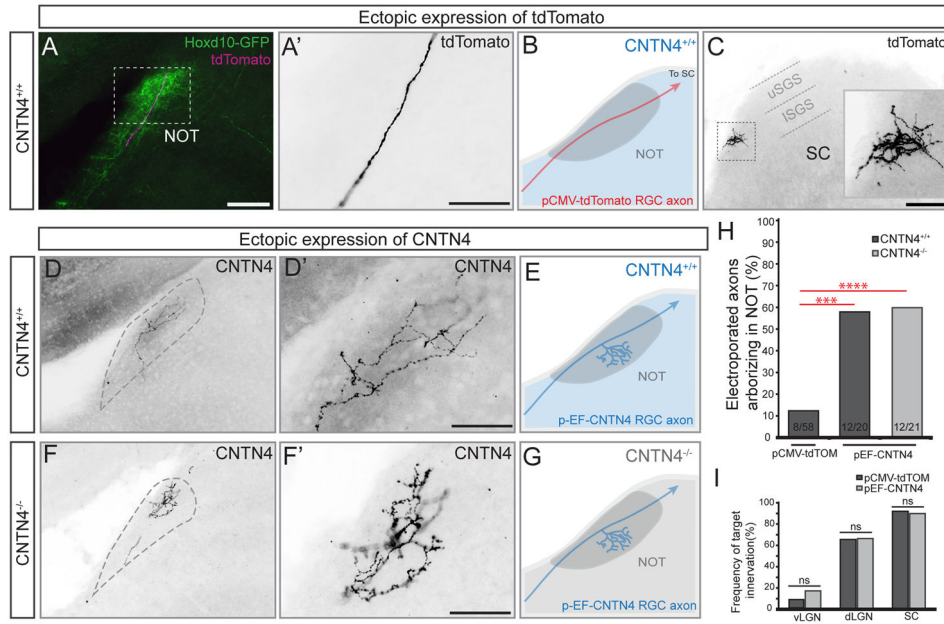 Ectopic expression of tdTomato
CNTN4+/+
A
Hoxd10-GFP
tdTomato
NOT
A'
tdTomato
B
CNTN4+/+
To SC
NOT
pCMV-tdTomato RGC axon
C
tdTomato
uSGS
lSGS
SC
Ectopic expression of CNTN4
CNTN4+/+
D
CNTN4
D'
CNTN4
E
CNTN4+/+
NOT
p-EF-CNTN4 RGC axon
CNTN4-/-
F
CNTN4
F'
CNTN4
G
CNTN4-/-
NOT
p-EF-CNTN4 RGC axon
H
CNTN4+/+
CNTN4-/-
Electroporated axons
arborizing in NOT (%)
100
90
80
70
60
50
40
30
20
10
****
***
8/58
12/20
12/21
pCMV-tdTOM
pEF-CNTN4
I
pCMV-tdTOM
pEF-CNTN4
Frequency of target
innervation(%)
100
80
60
40
20
ns
ns
ns
vLGN
dLGN
SC